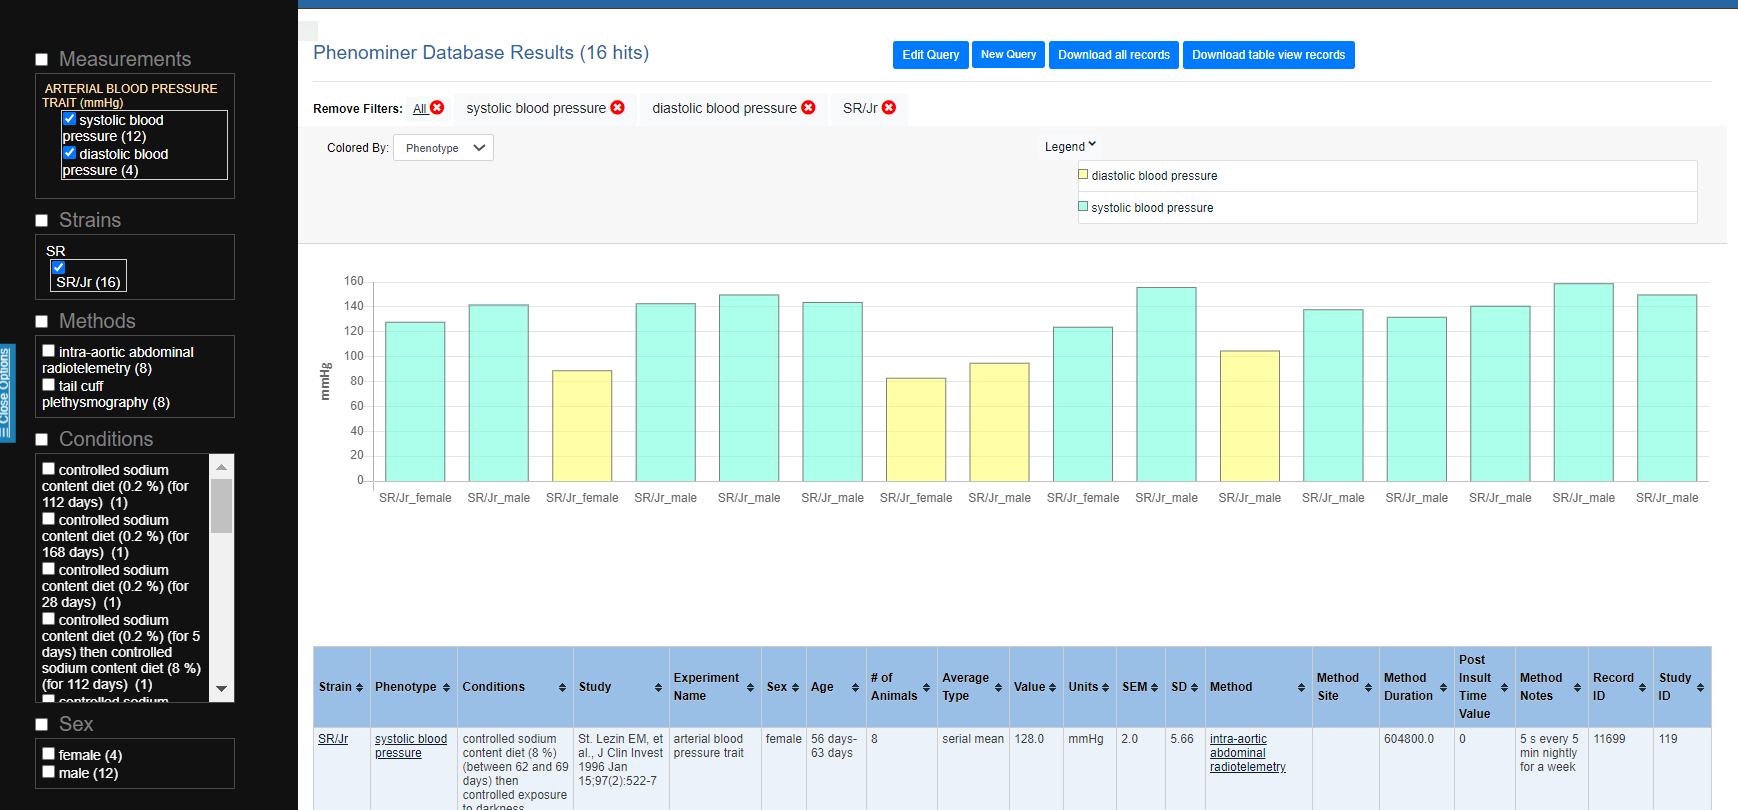 Measurements
ARTERIAL BLOOD PRESSURE
TRAIT (mmHg)
systolic blood
pressure (12)
diastolic blood
pressure (4)
Strains
SR
SR/Jr (16)
Methods
intra-aortic abdominal
radiotelemetry (8)
tail cuff
plethysmography (8)
Conditions
controlled sodium
content diet (0.2 %) (for
112 days) (1)
controlled sodium
content diet (0.2 %) (for
168 days) (1)
controlled sodium
content diet (0.2 %) (for
28 days) (1)
controlled sodium
content diet (0.2 %) (for 5
days) then controlled
sodium content diet (8 %)
(for 112 days) (1)
controlled sodium
Sex
female (4)
male (12)
☰ Close Options
Phenominer Database Results (16 hits)
Edit Query New Query Download all records Download table view records
Remove Filters: All systolic blood pressure diastolic blood pressure SR/Jr
Colored By: Phenotype
Legend
diastolic blood pressure
systolic blood pressure
mmHg
160
140
120
100
80
60
40
20
0
SR/Jr_female SR/Jr_male SR/Jr_female SR/Jr_male SR/Jr_male SR/Jr_male SR/Jr_female SR/Jr_male SR/Jr_female SR/Jr_male SR/Jr_male SR/Jr_male SR/Jr_male SR/Jr_male SR/Jr_male SR/Jr_male
Strain Phenotype Conditions Study Experiment Name Sex Age # of Animals Average Type Value Units SEM SD Method Method Site Method Duration Post Insult Time Value Method Notes Record ID Study ID
SR/Jr
systolic blood
pressure
controlled sodium
content diet (8 %)
(between 62 and 69
days) then
controlled exposure
to darkness
St. Lezin EM, et
al., J Clin Invest
1996 Jan
15;97(2):522-7
arterial blood
pressure trait
female
56 days-
63 days
8
serial mean
128.0
mmHg
2.0
5.66
intra-aortic
abdominal
radiotelemetry
604800.0
0
5 s every 5
min nightly
for a week
11699
119